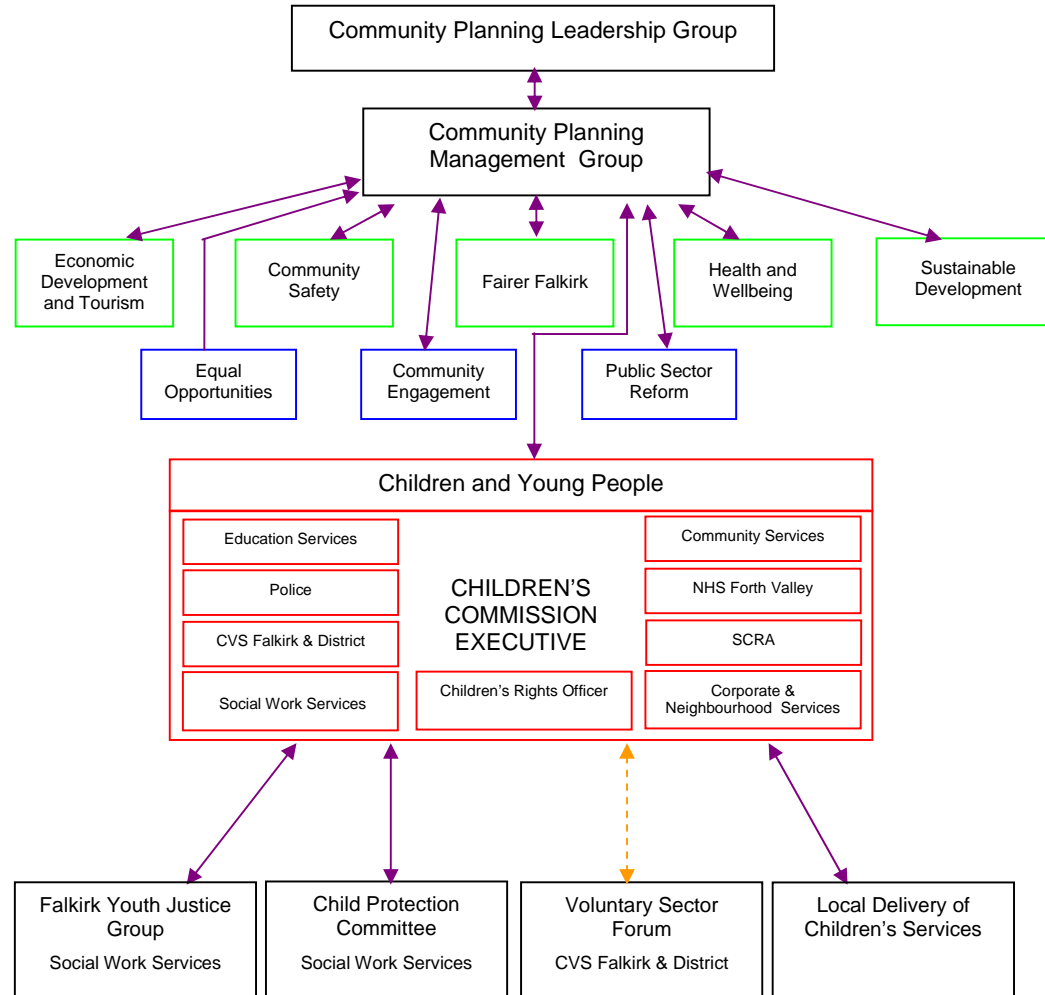 Community Planning Leadership Group
Community Planning
Management Group
Economic
Development
and Tourism
Community
Safety
Fairer Falkirk
Health and
Wellbeing
Sustainable
Development
Equal
Opportunities
Community
Engagement
Public Sector
Reform
Children and Young People
Education Services
Police
CVS Falkirk & District
Social Work Services
CHILDREN'S
COMMISSION
EXECUTIVE
Children's Rights Officer
Community Services
NHS Forth Valley
SCRA
Corporate &
Neighbourhood Services
Falkirk Youth Justice
Group
Social Work Services
Child Protection
Committee
Social Work Services
Voluntary Sector
Forum
CVS Falkirk & District
Local Delivery of
Children's Services